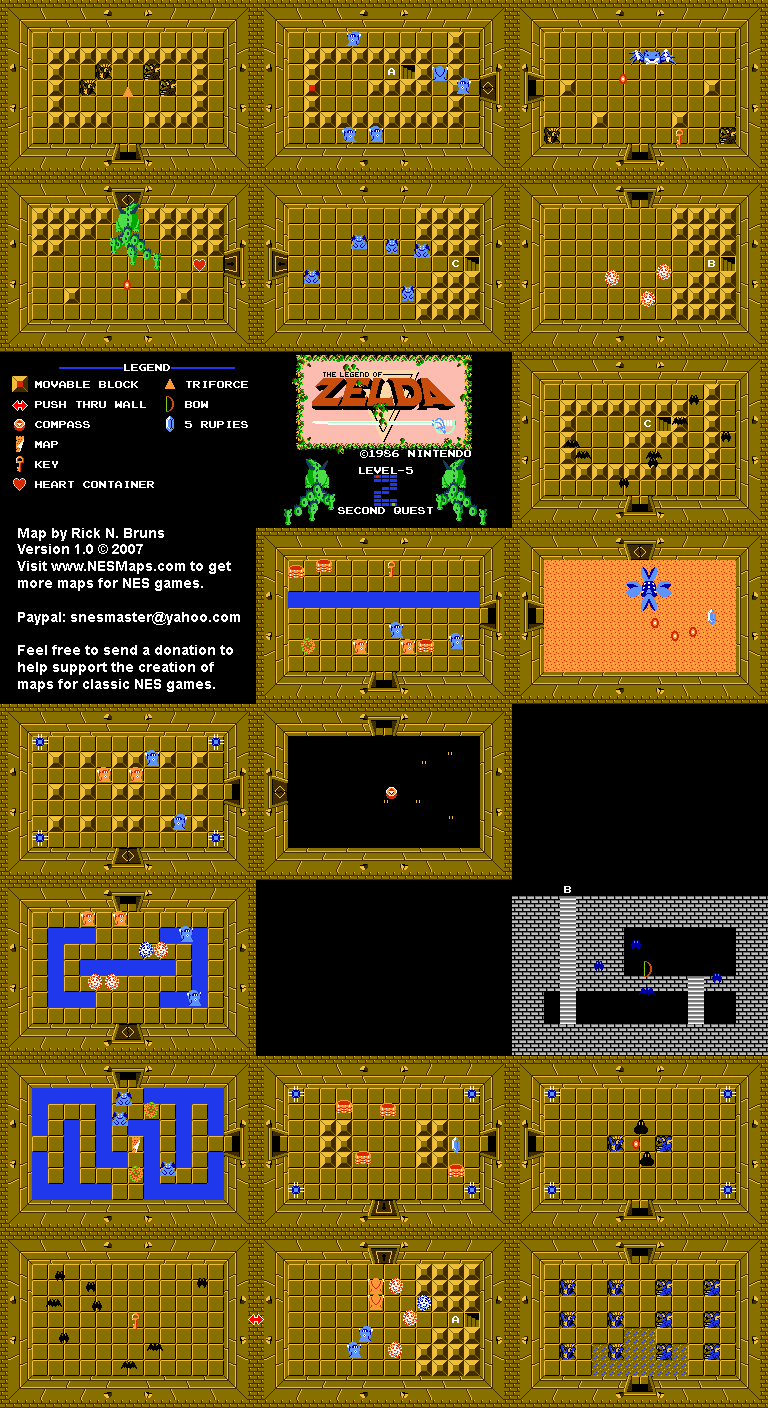 A
C
B
LEGEND
MOVABLE BLOCK
TRIFORCE
PUSH THRU WALL
BOW
COMPASS
5 RUPIES
MAP
KEY
HEART CONTAINER
THE LEGEND OF
ZELDA
©1986 NINTENDO
LEVEL-5
2
SECOND QUEST
C
Map by Rick N. Bruns
Version 1.0 © 2007
Visit www.NESMaps.com to get
more maps for NES games.
Paypal: snesmaster@yahoo.com
Feel free to send a donation to
help support the creation of
maps for classic NES games.
B
A